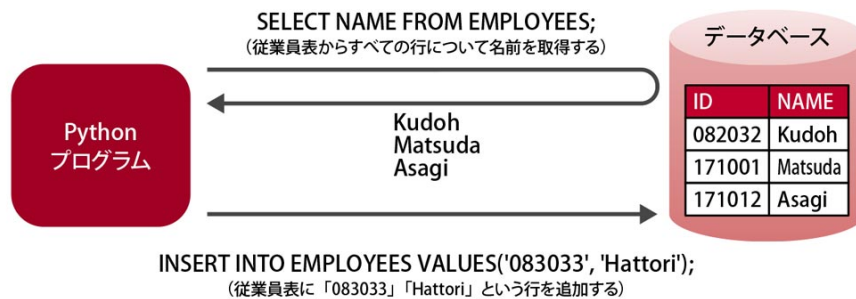 SELECT NAME FROM EMPLOYEES;
（従業員表からすべての行について名前を取得する）
Python
プログラム
Kudoh
Matsuda
Asagi
データベース
ID NAME
082032 Kudoh
171001 Matsuda
171012 Asagi
INSERT INTO EMPLOYEES VALUES('083033', 'Hattori');
（従業員表に「083033」「Hattori」という行を追加する）